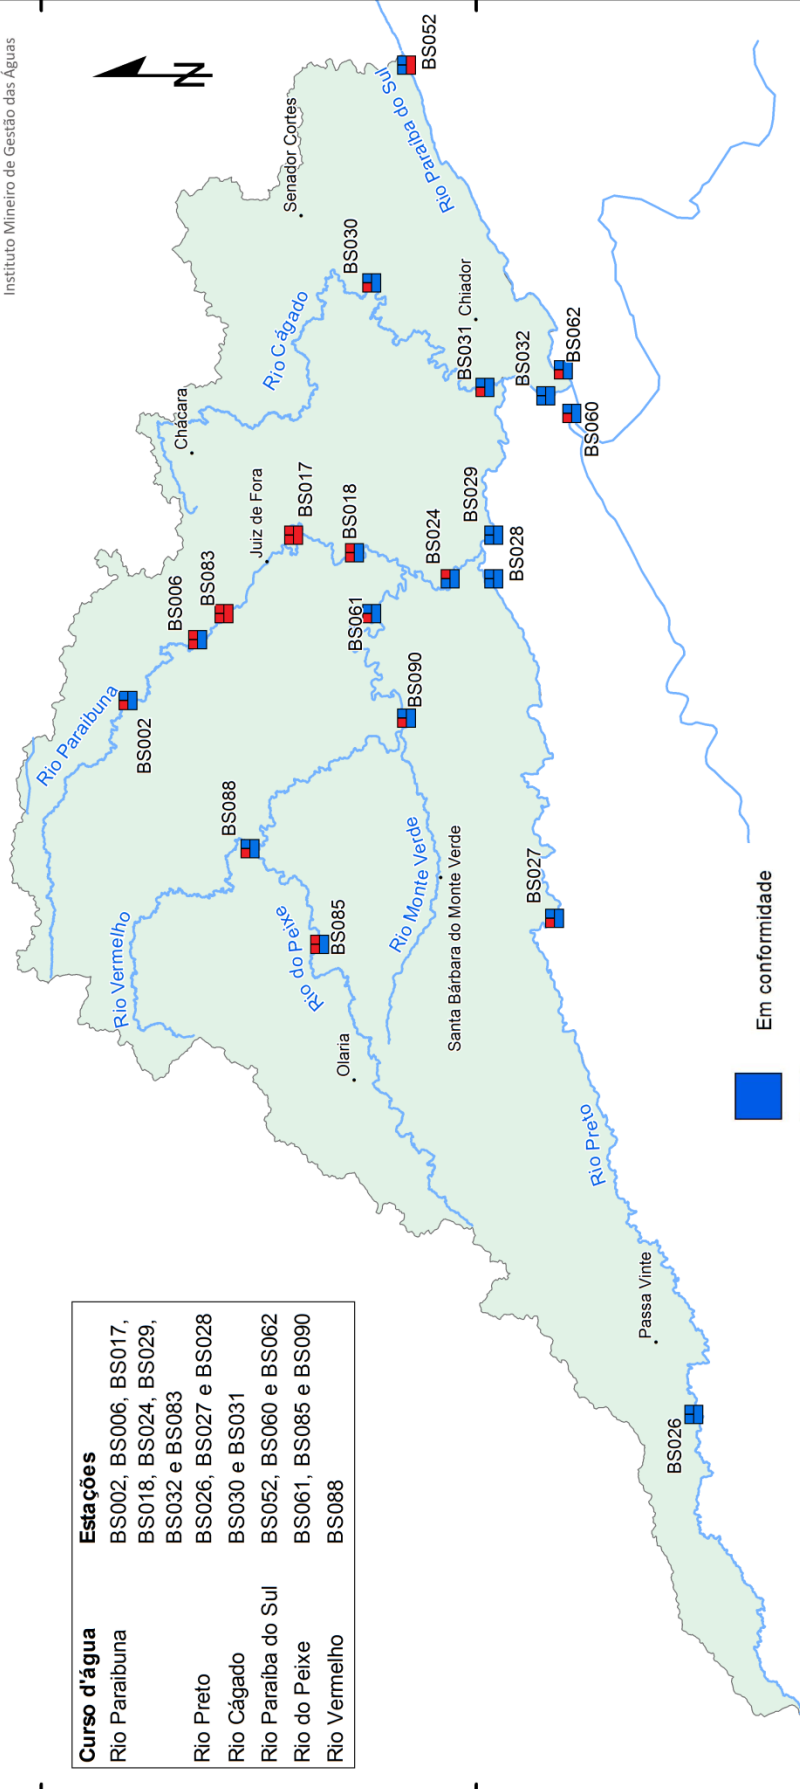 Instituto Mineiro de Gestão das Águas
N
Curso d'água Estações
Rio Paraibuna BS002, BS006, BS017,
BS018, BS024, BS029,
BS032 e BS083
Rio Preto BS026, BS027 e BS028
Rio Cágado BS030 e BS031
Rio Paraíba do Sul BS052, BS060 e BS062
Rio do Peixe BS061, BS085 e BS090
Rio Vermelho BS088
Rio Paraibuna
BS002
BS006
BS083
Juiz de Fora
BS017
BS018
Chácara
Rio Cágado
Senador Cortes
BS030
BS052
Rio Paraíba do Sul
Chiador
BS031
BS032
BS062
BS060
BS029
BS028
BS024
BS061
BS090
Rio Vermelho
BS088
Rio do Peixe
BS085
Olaria
Rio Monte Verde
Santa Bárbara do Monte Verde
BS027
Rio Preto
Passa Vinte
BS026
Em conformidade